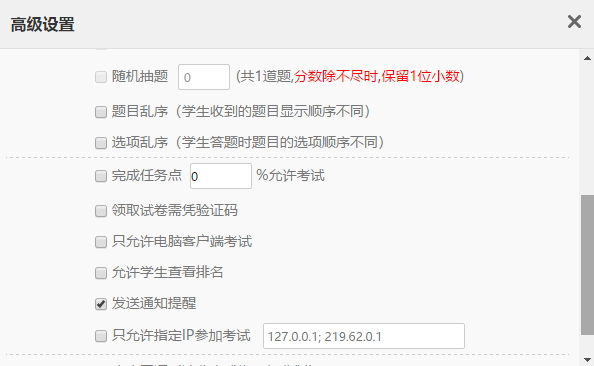 高级设置
随机抽题 0 (共1道题,分数除不尽时,保留1位小数)
题目乱序（学生收到的题目显示顺序不同）
选项乱序（学生答题时题目的选项顺序不同）
完成任务点 0 %允许考试
领取试卷需凭验证码
只允许电脑客户端考试
允许学生查看排名
发送通知提醒
只允许指定IP参加考试 127.0.0.1; 219.62.0.1